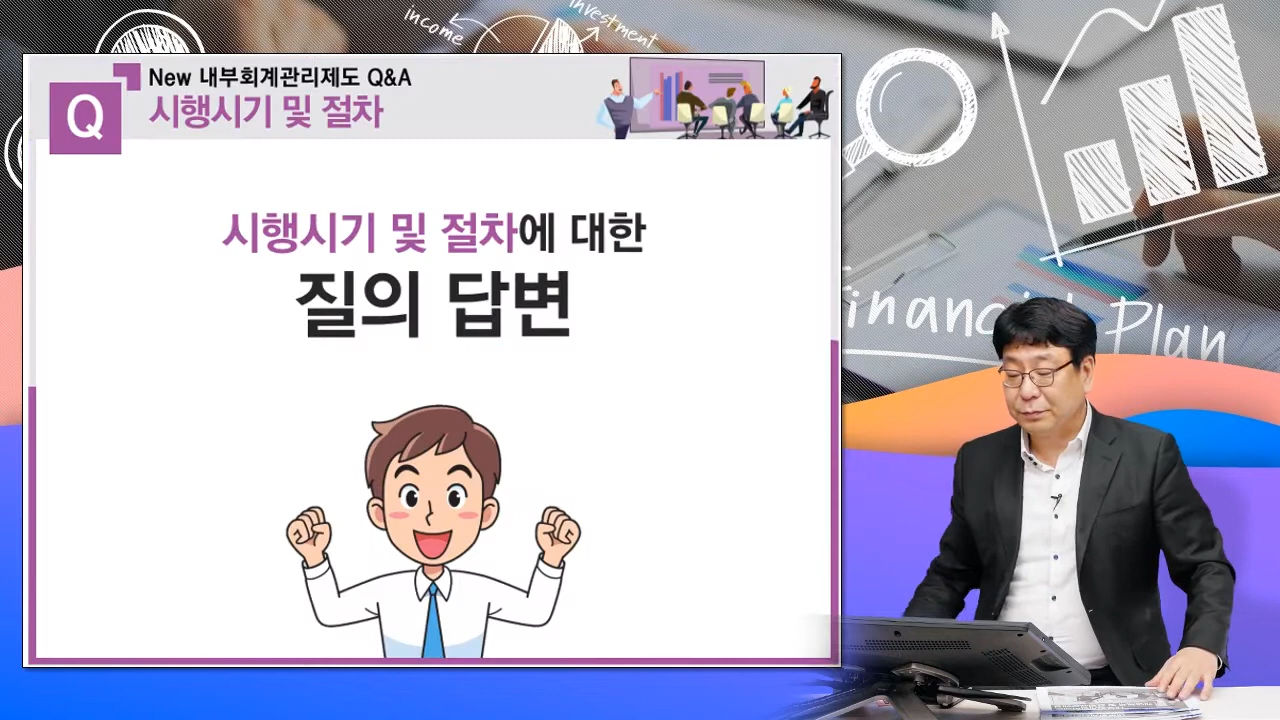 income
investment
New 내부회계관리제도 Q&A
Q
시행시기 및 절차
시행시기 및 절차에 대한
질의 답변
Financial Plan